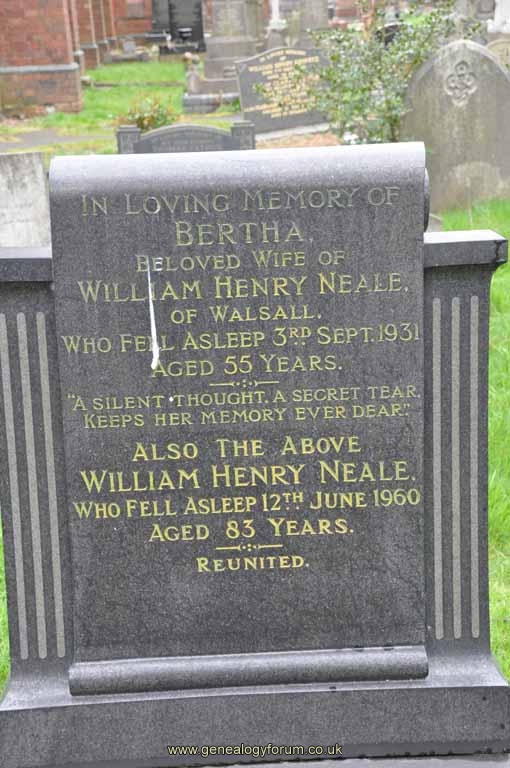 IN LOVING MEMORY OF
BERTHA,
BELOVED WIFE OF
WILLIAM HENRY NEALE,
OF WALSALL,
WHO FELL ASLEEP 3RD SEPT. 1931
AGED 55 YEARS.
"A SILENT THOUGHT, A SECRET TEAR,
KEEPS HER MEMORY EVER DEAR."
ALSO THE ABOVE
WILLIAM HENRY NEALE,
WHO FELL ASLEEP 12TH JUNE 1960
AGED 83 YEARS.
REUNITED.
www.genealogyforum.co.uk